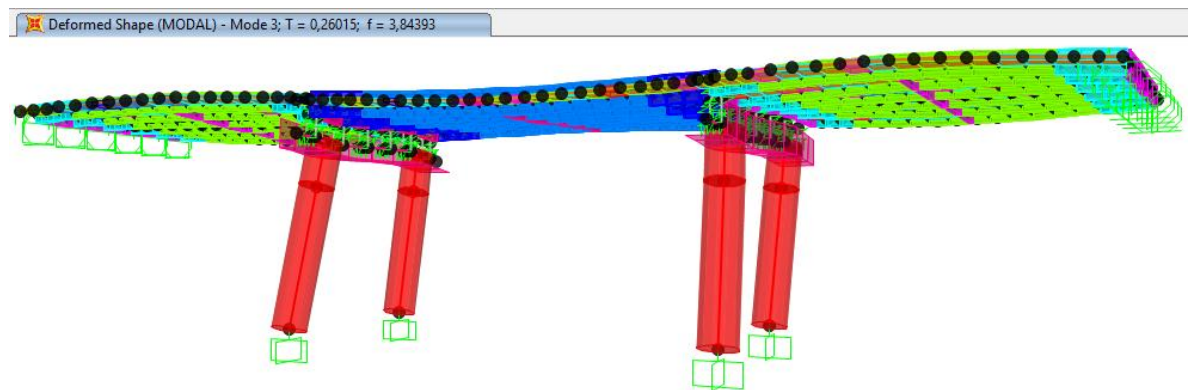 Deformed Shape (MODAL) - Mode 3; T = 0,26015;  f = 3,84393